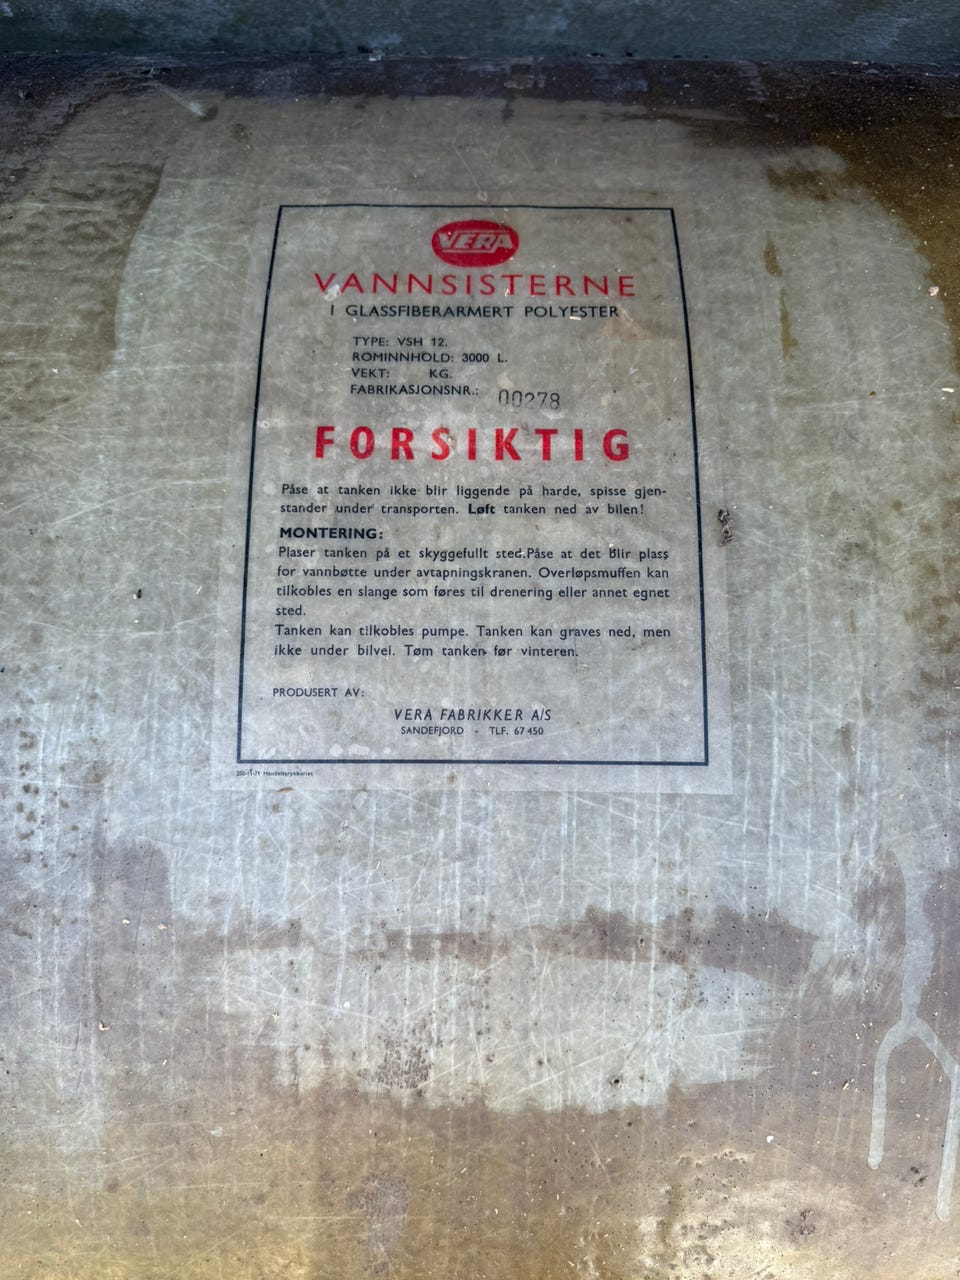 VERA
VANNSISTERNE
I GLASSFIBERARMERT POLYESTER
TYPE: VSH 12.
ROMINNHOLD: 3000 L.
VEKT: KG.
FABRIKASJONSNR.: 00278
FORSIKTIG
Påse at tanken ikke blir liggende på harde, spisse gjen-
stander under transporten. Løft tanken ned av bilen!
MONTERING:
Plaser tanken på et skyggefullt sted.Påse at det blir plass
for vannbøtte under avtapningskranen. Overløpsmuffen kan
tilkobles en slange som føres til drenering eller annet egnet
sted.
Tanken kan tilkobles pumpe. Tanken kan graves ned, men
ikke under bilvei. Tøm tanken før vinteren.
PRODUSERT AV:
VERA FABRIKKER A/S
SANDEFJORD - TLF. 67 450
250-11-71 Handelstrykkeriet